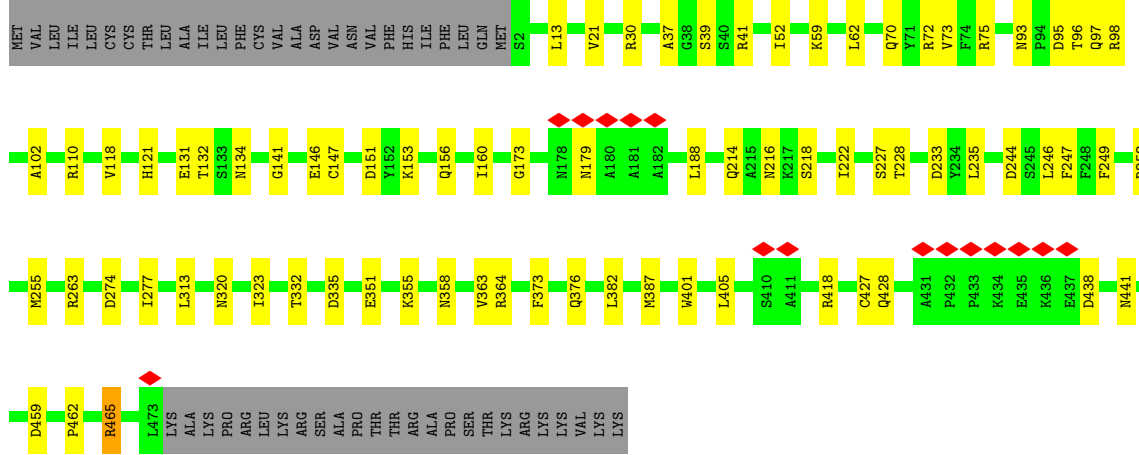 MET VAL LEU ILE LEU CYS CYS THR LEU ALA ILE LEU PHE CYS VAL ALA ASP VAL ASN VAL PHE HIS ILE PHE LEU GLN MET S2 L13 V21 R30 A37 G38 S39 S40 R41 I52 K59 L62 Q70 Y71 R72 V73 F74 R75 N93 P94 D95 T96 Q97 R98
A102 R110 V118 H121 E131 T132 S133 N134 G141 E146 C147 D151 Y152 K153 Q156 I160 G173 N178 N179 A180 A181 A182 L188 Q214 A215 N216 K217 S218 I222 S227 T228 D233 Y234 L235 D244 S245 L246 F247 F248 F249
M255 R263 D274 I277 L313 N320 I323 T332 D335 E351 K355 N358 V363 R364 F373 Q376 L382 M387 W401 L405 S410 A411 R418 C427 Q428 A431 P432 P433 K434 E435 K436 E437 D438 N441
D459 P462 R465 L473 LYS ALA LYS PRO ARG LEU LYS ARG SER ALA PRO THR THR ARG ALA PRO SER THR LYS ARG LYS LYS VAL LYS LYS